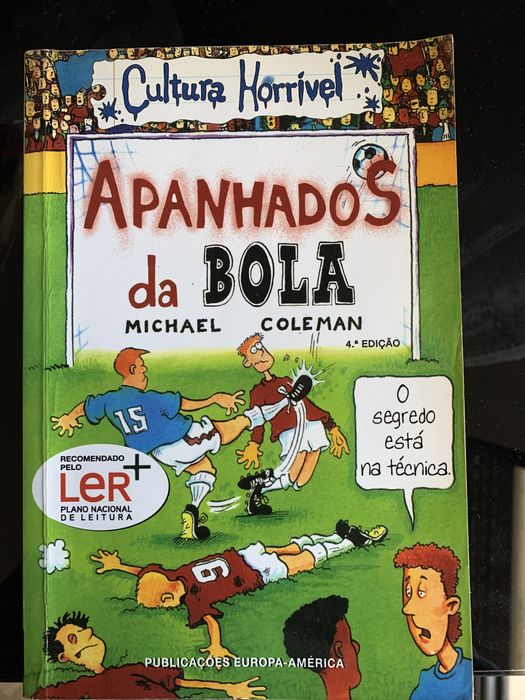 Cultura Horrível
APANHADOS
da BOLA
MICHAEL COLEMAN
4.ª EDIÇÃO
15
O
segredo
está
na técnica.
RECOMENDADO
PELO
LeR+
PLANO NACIONAL
DE LEITURA
9
PUBLICAÇÕES EUROPA-AMÉRICA